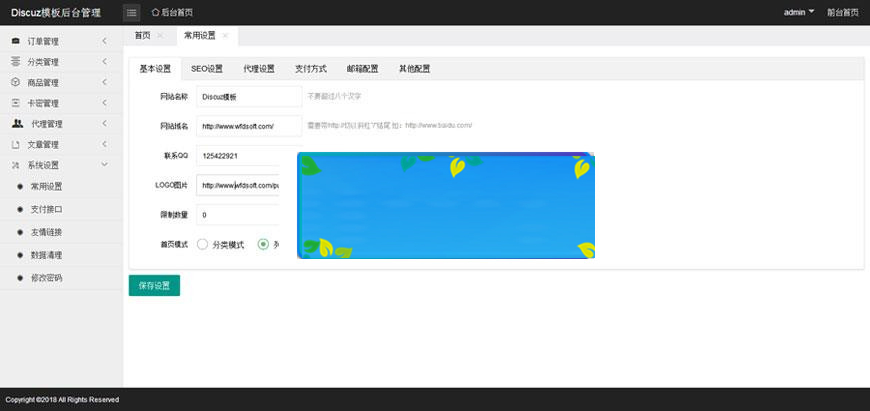 Discuz模板后台管理 后台首页 admin 前台首页
首页 常用设置
订单管理
分类管理
商品管理
卡密管理
代理管理
文章管理
系统设置
常用设置
支付接口
友情链接
数据清理
修改密码
基本设置 SEO设置 代理设置 支付方式 邮箱配置 其他配置
网站名称 Discuz模板 不要超过八个汉字
网站域名 http://www.wfdsoft.com/ 需要带http://切以斜杠"/"结尾 如：http://www.baidu.com/
联系QQ 125422921
LOGO图片 http://www.wfdsoft.com/pu
限制数量 0
首页模式 分类模式
保存设置
Copyright ©2018 All Rights Reserved